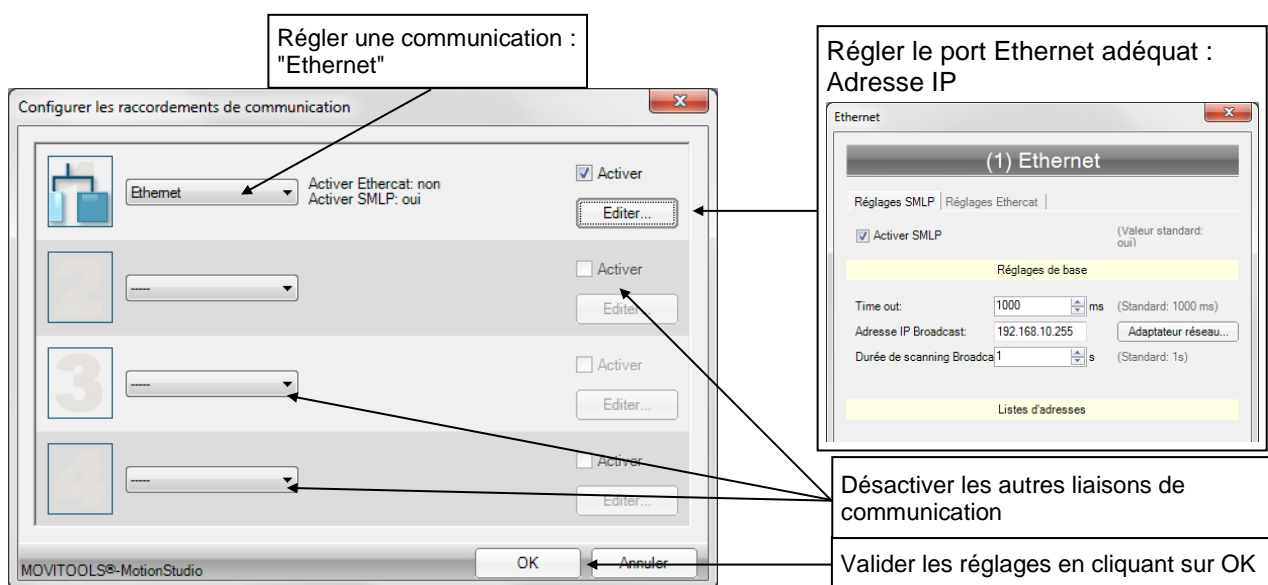 Régler une communication :
"Ethernet"
Régler le port Ethernet adéquat :
Adresse IP
Configurer les raccordements de communication
Ethernet
Activer Ethercat: non
Activer SMLP: oui
Activer
Editer...
2
-----
Activer
Editer...
3
-----
Activer
Editer...
4
-----
Activer
Editer...
MOVITOOLS®-MotionStudio
OK
Annuler
Ethernet
(1) Ethernet
Réglages SMLP
Réglages Ethercat
Activer SMLP
(Valeur standard:
oui)
Réglages de base
Time out:
1000
ms
(Standard: 1000 ms)
Adresse IP Broadcast:
192.168.10.255
Adaptateur réseau...
Durée de scanning Broadca
1
s
(Standard: 1s)
Listes d'adresses
Désactiver les autres liaisons de
communication
Valider les réglages en cliquant sur OK